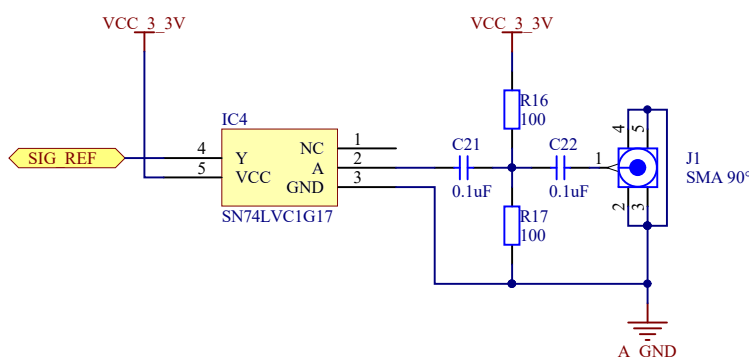 VCC_3_3V
VCC_3_3V
IC4
R16
100
SIG_REF
4
Y
NC
1
C21
C22
4
5
5
VCC
A
2
1
J1
GND
3
0.1uF
0.1uF
SMA 90°
SN74LVC1G17
R17
100
2
3
A_GND